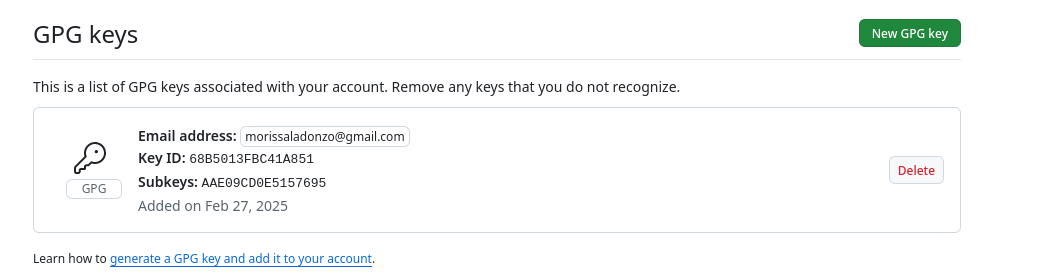 GPG keys
New GPG key
This is a list of GPG keys associated with your account. Remove any keys that you do not recognize.
Email address: morissaladonzo@gmail.com
Key ID: 68B5013FBC41A851
GPG
Subkeys: AAE09CD0E5157695
Delete
Added on Feb 27, 2025
Learn how to generate a GPG key and add it to your account.